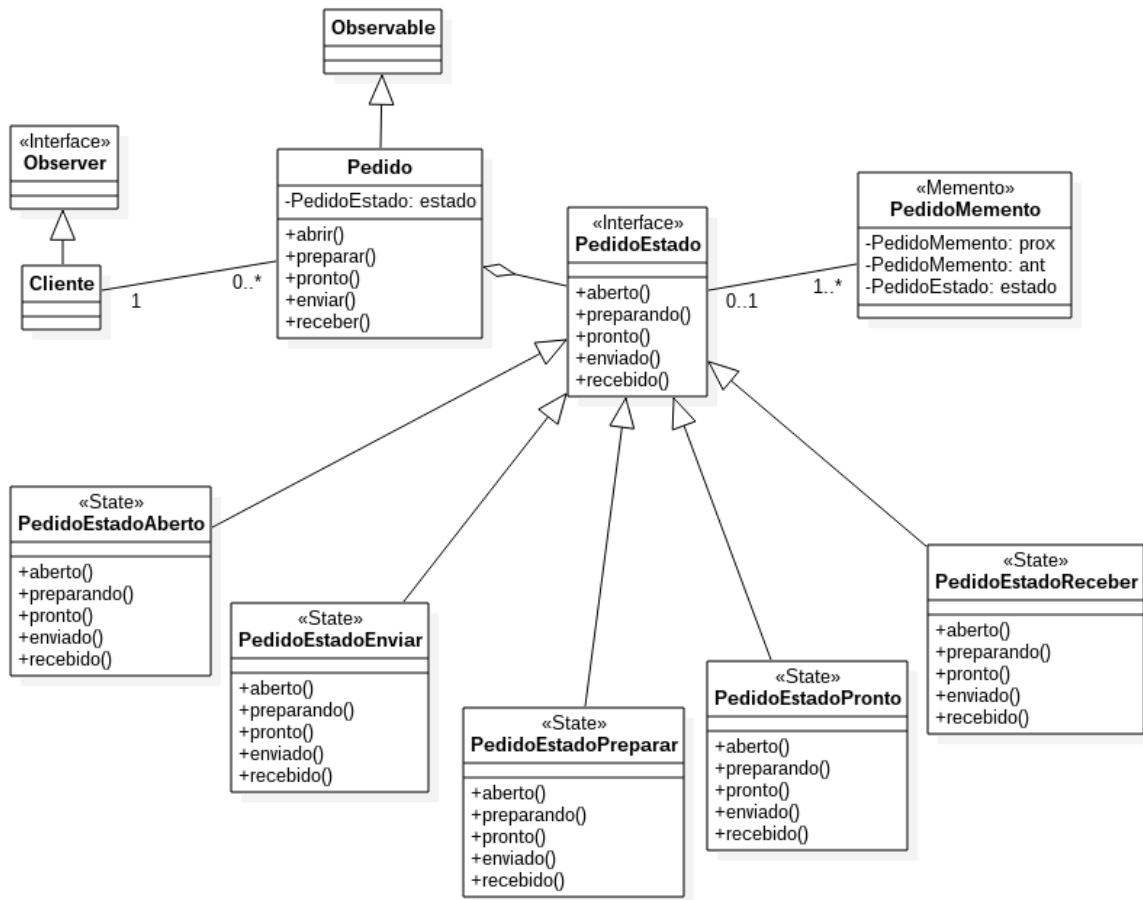 Observable
«Interface»
Observer
Cliente
1
0..*
Pedido
-PedidoEstado: estado
+abrir()
+preparar()
+pronto()
+enviar()
+receber()
«Interface»
PedidoEstado
+aberto()
+preparando()
+pronto()
+enviado()
+recebido()
0..1
1..*
«Memento»
PedidoMemento
-PedidoMemento: prox
-PedidoMemento: ant
-PedidoEstado: estado
«State»
PedidoEstadoAberto
+aberto()
+preparando()
+pronto()
+enviado()
+recebido()
«State»
PedidoEstadoEnviar
+aberto()
+preparando()
+pronto()
+enviado()
+recebido()
«State»
PedidoEstadoPreparar
+aberto()
+preparando()
+pronto()
+enviado()
+recebido()
«State»
PedidoEstadoPronto
+aberto()
+preparando()
+pronto()
+enviado()
+recebido()
«State»
PedidoEstadoReceber
+aberto()
+preparando()
+pronto()
+enviado()
+recebido()